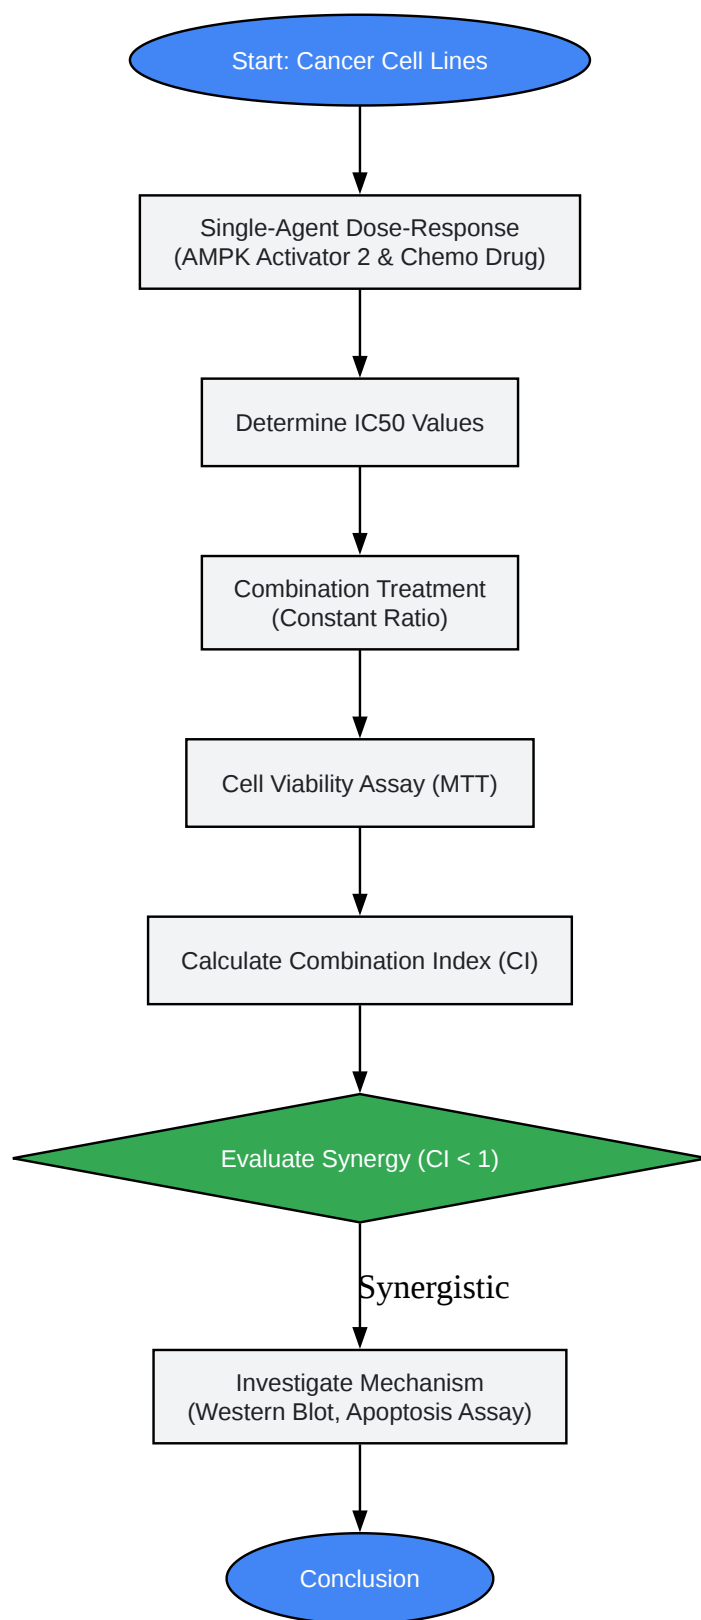 Start: Cancer Cell Lines
Single-Agent Dose-Response
(AMPK Activator 2 & Chemo Drug)
Determine IC50 Values
Combination Treatment
(Constant Ratio)
Cell Viability Assay (MTT)
Calculate Combination Index (CI)
Evaluate Synergy (CI < 1)
Synergistic
Investigate Mechanism
(Western Blot, Apoptosis Assay)
Conclusion